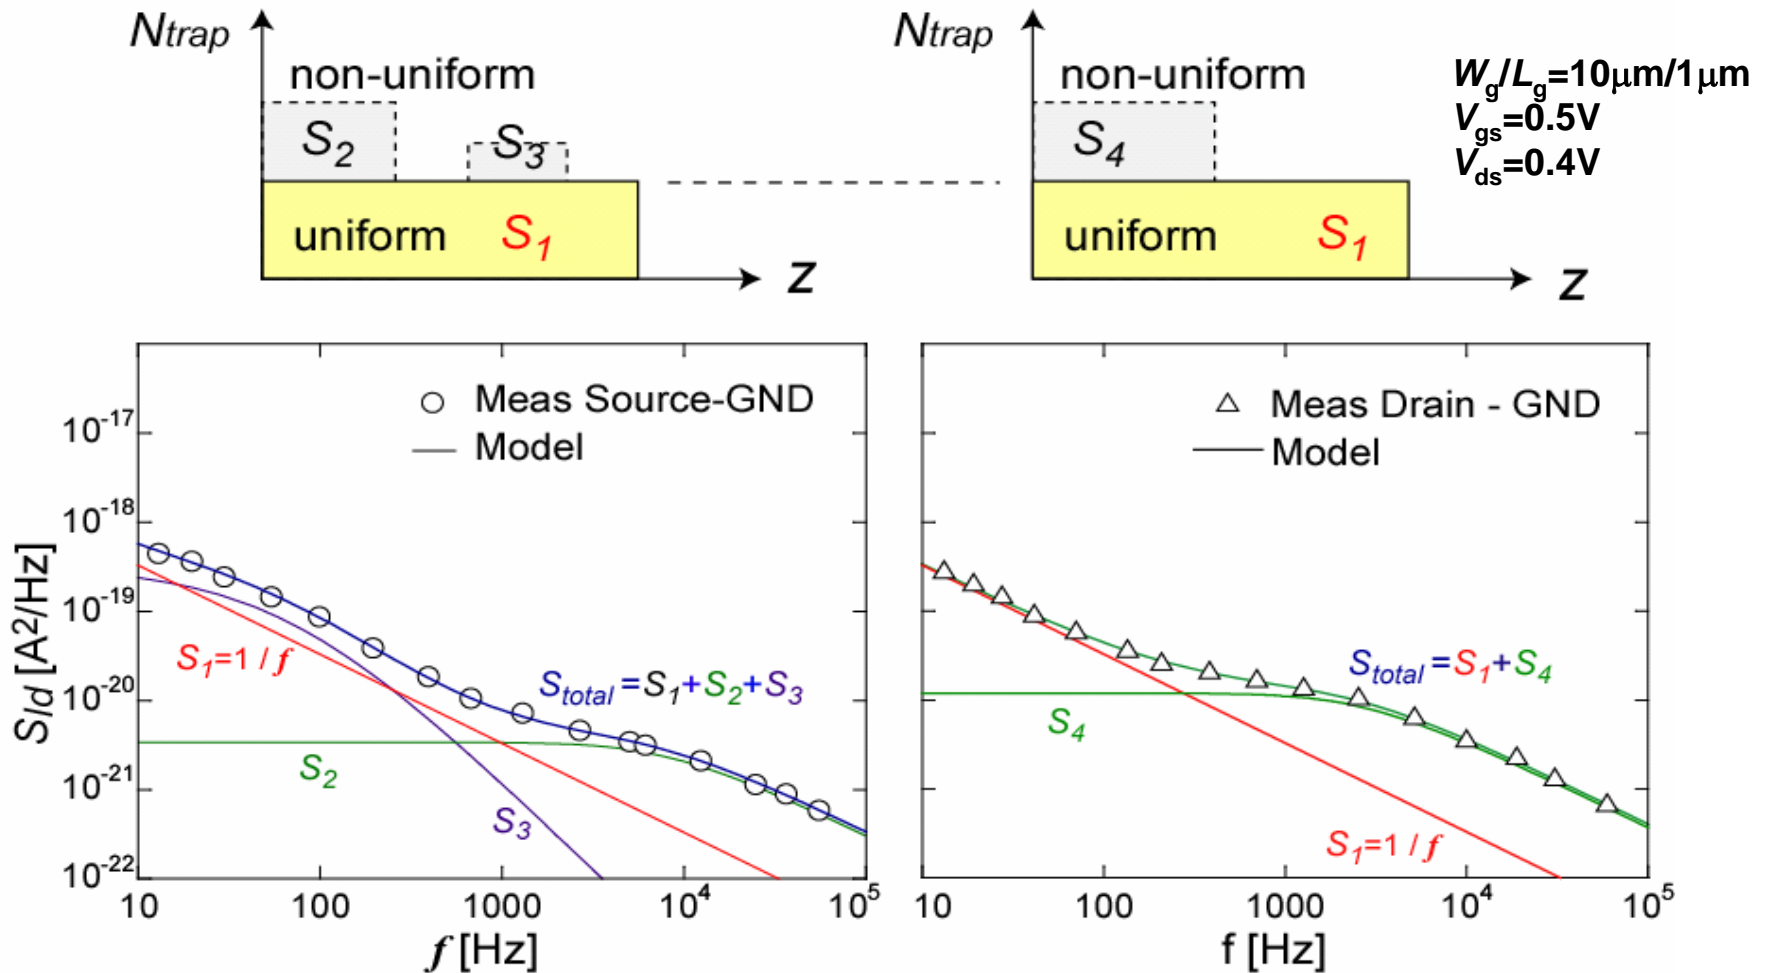 Ntrap
non-uniform
S2
S3
uniform S1
z
Ntrap
non-uniform
S4
uniform S1
z
Wg/Lg=10μm/1μm
Vgs=0.5V
Vds=0.4V
SId [A2/Hz]
10-17
10-18
10-19
10-20
10-21
10-22
Meas Source-GND
Model
S1=1 / f
Stotal=S1+S2+S3
S2
S3
10 100 1000 104 105
f [Hz]
Meas Drain - GND
Model
Stotal=S1+S4
S4
S1=1 / f
10 100 1000 104 105
f [Hz]